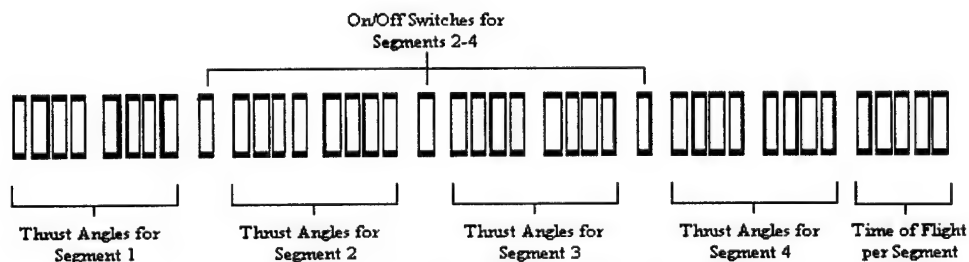 On/Off Switches for
Segments 2-4
Thrust Angles for
Segment 1
Thrust Angles for
Segment 2
Thrust Angles for
Segment 3
Thrust Angles for
Segment 4
Time of Flight
per Segment